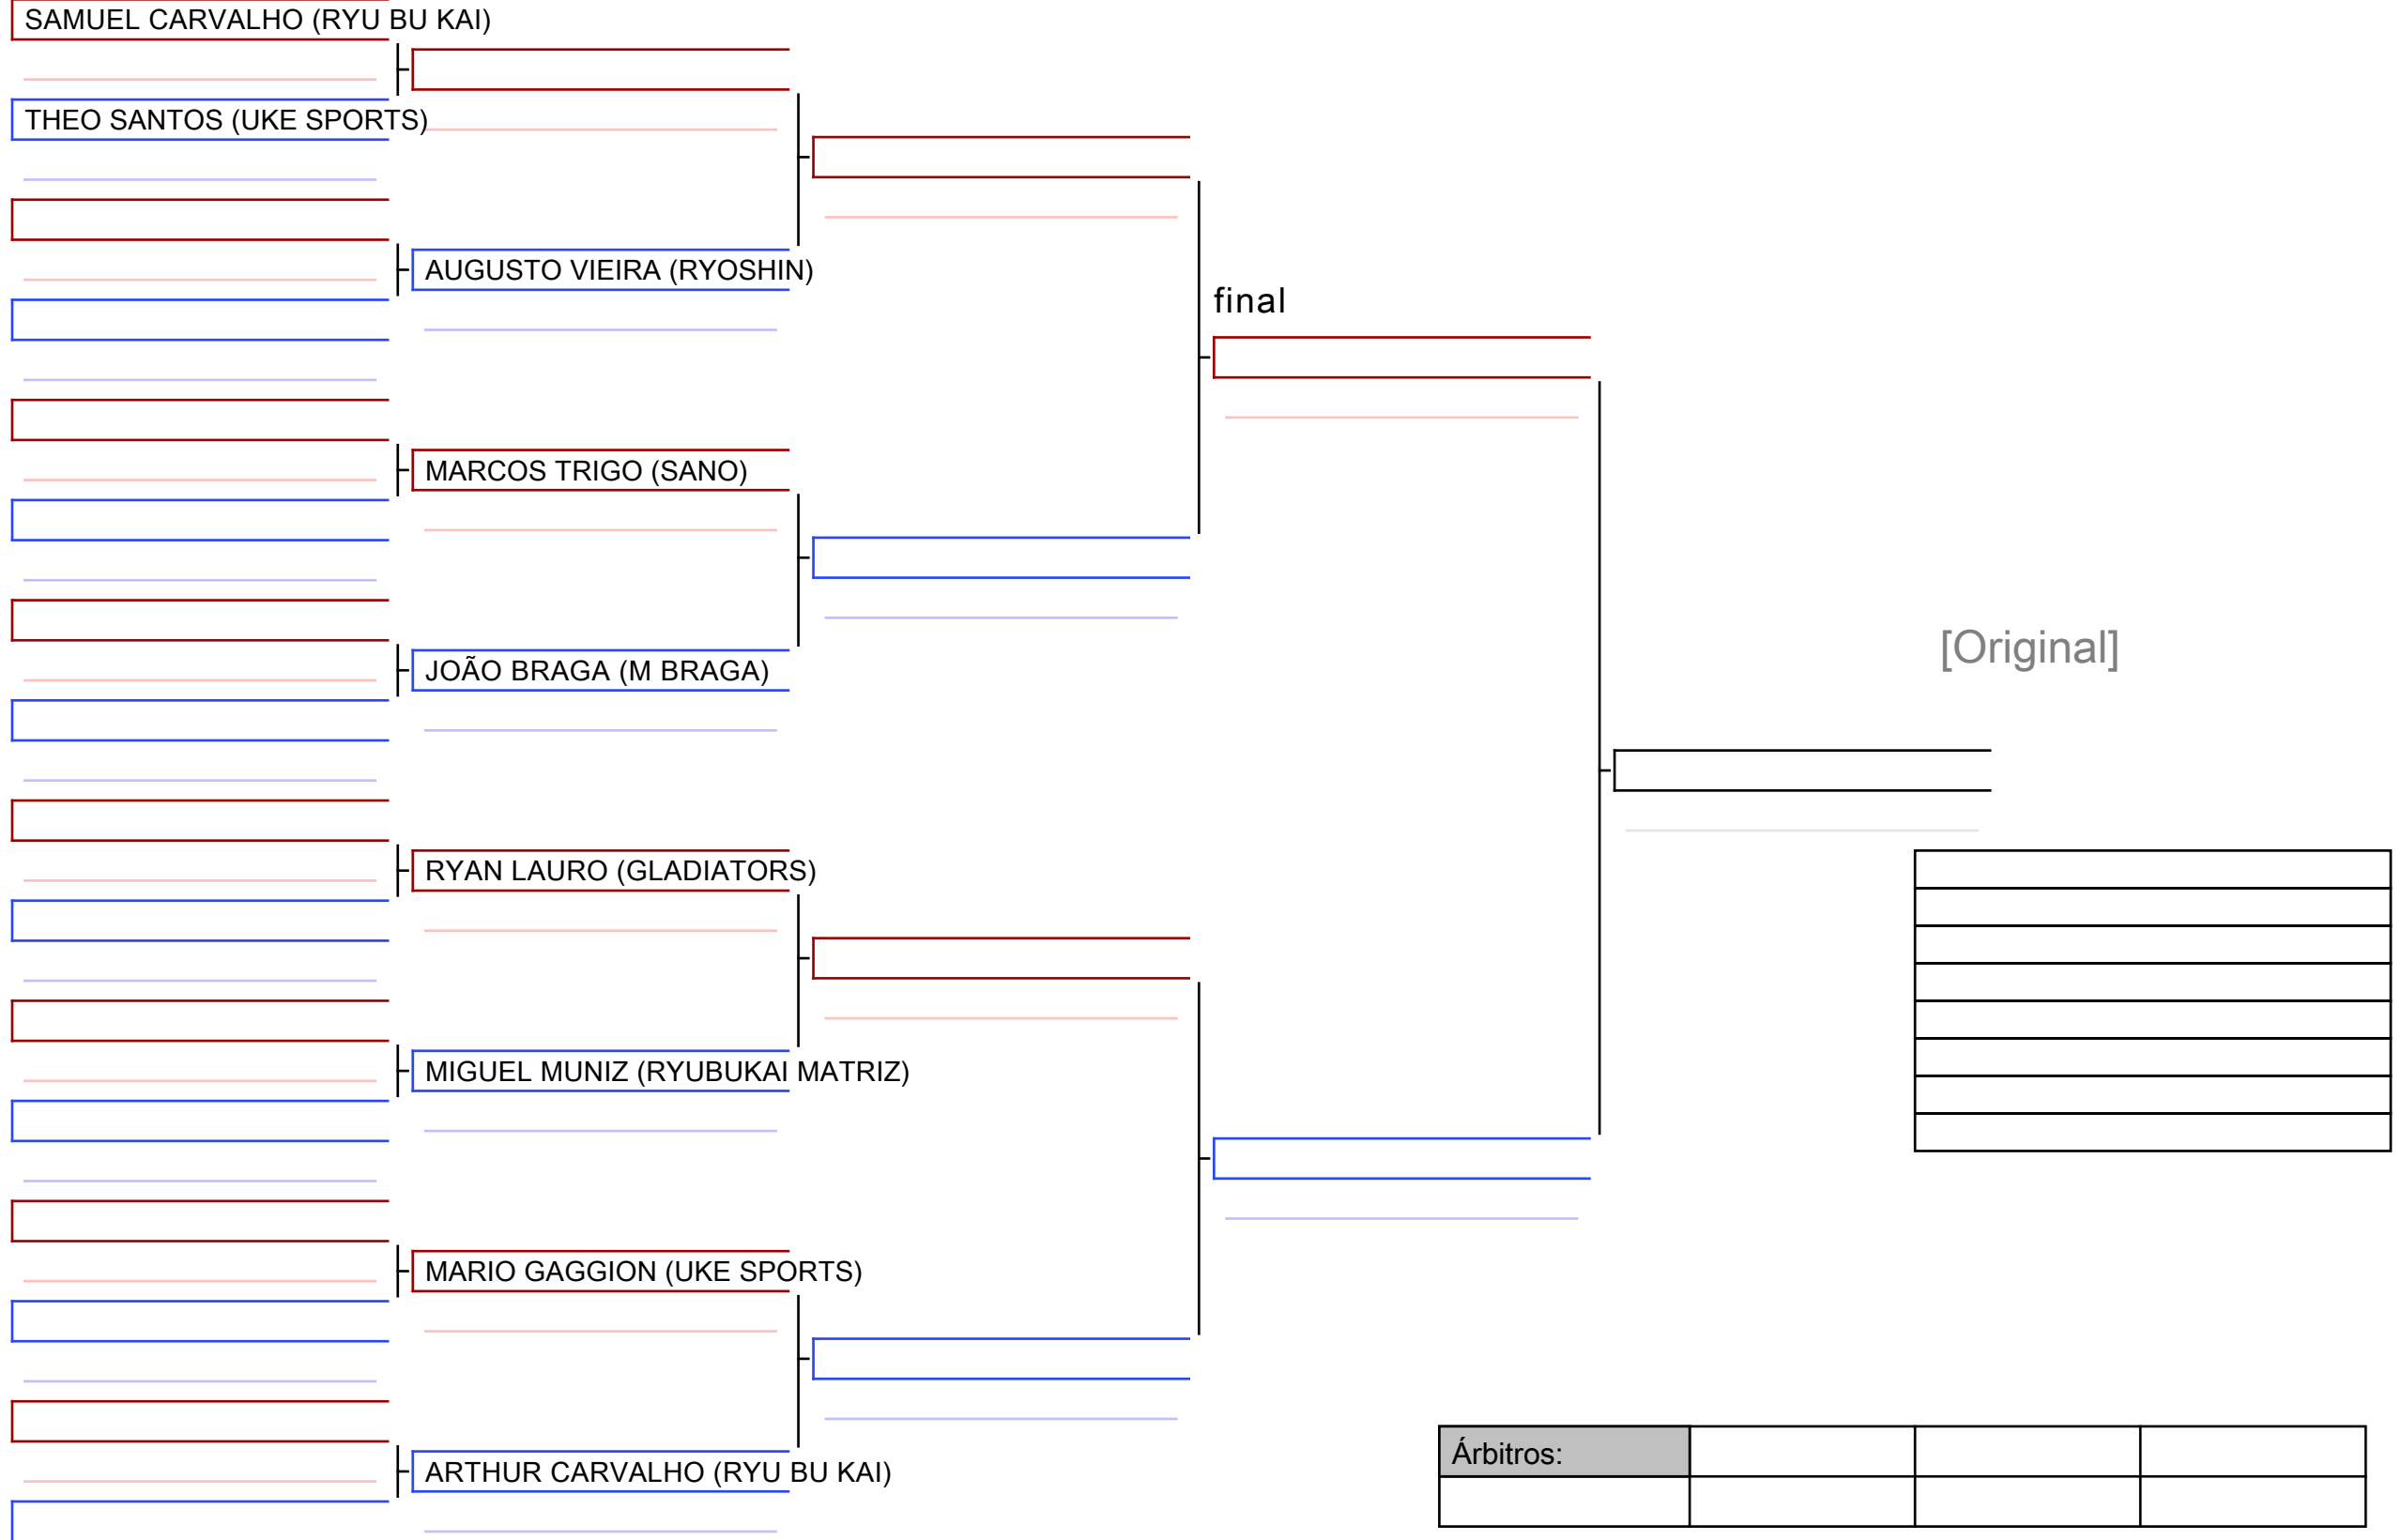 SAMUEL CARVALHO (RYU BU KAI)
THEO SANTOS (UKE SPORTS)
AUGUSTO VIEIRA (RYOSHIN)
final
MARCOS TRIGO (SANO)
[Original]
JOÃO BRAGA (M BRAGA)
RYAN LAURO (GLADIATORS)
MIGUEL MUNIZ (RYUBUKAI MATRIZ)
MARIO GAGGION (UKE SPORTS)
Árbitros:
ARTHUR CARVALHO (RYU BU KAI)